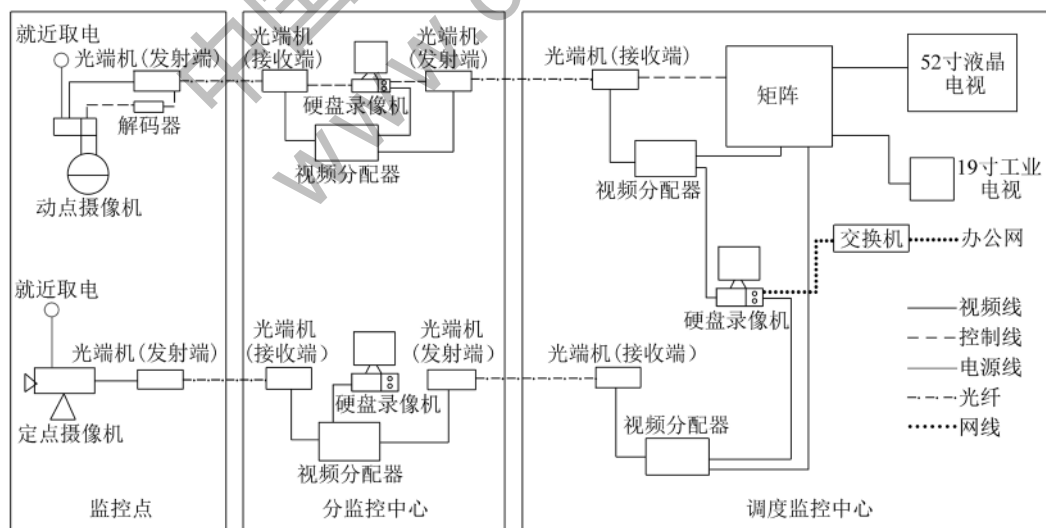 就近取电
光端机(发射端)
解码器
动点摄像机
就近取电
光端机(发射端)
定点摄像机
监控点
光端机
(接收端)
光端机
(发射端)
硬盘录像机
视频分配器
光端机
(接收端)
光端机
(发射端)
硬盘录像机
视频分配器
分监控中心
光端机(接收端)
矩阵
52寸液晶
电视
视频分配器
19寸工业
电视
交换机
办公网
硬盘录像机
光端机(接收端)
视频分配器
视频线
控制线
电源线
光纤
网线
调度监控中心